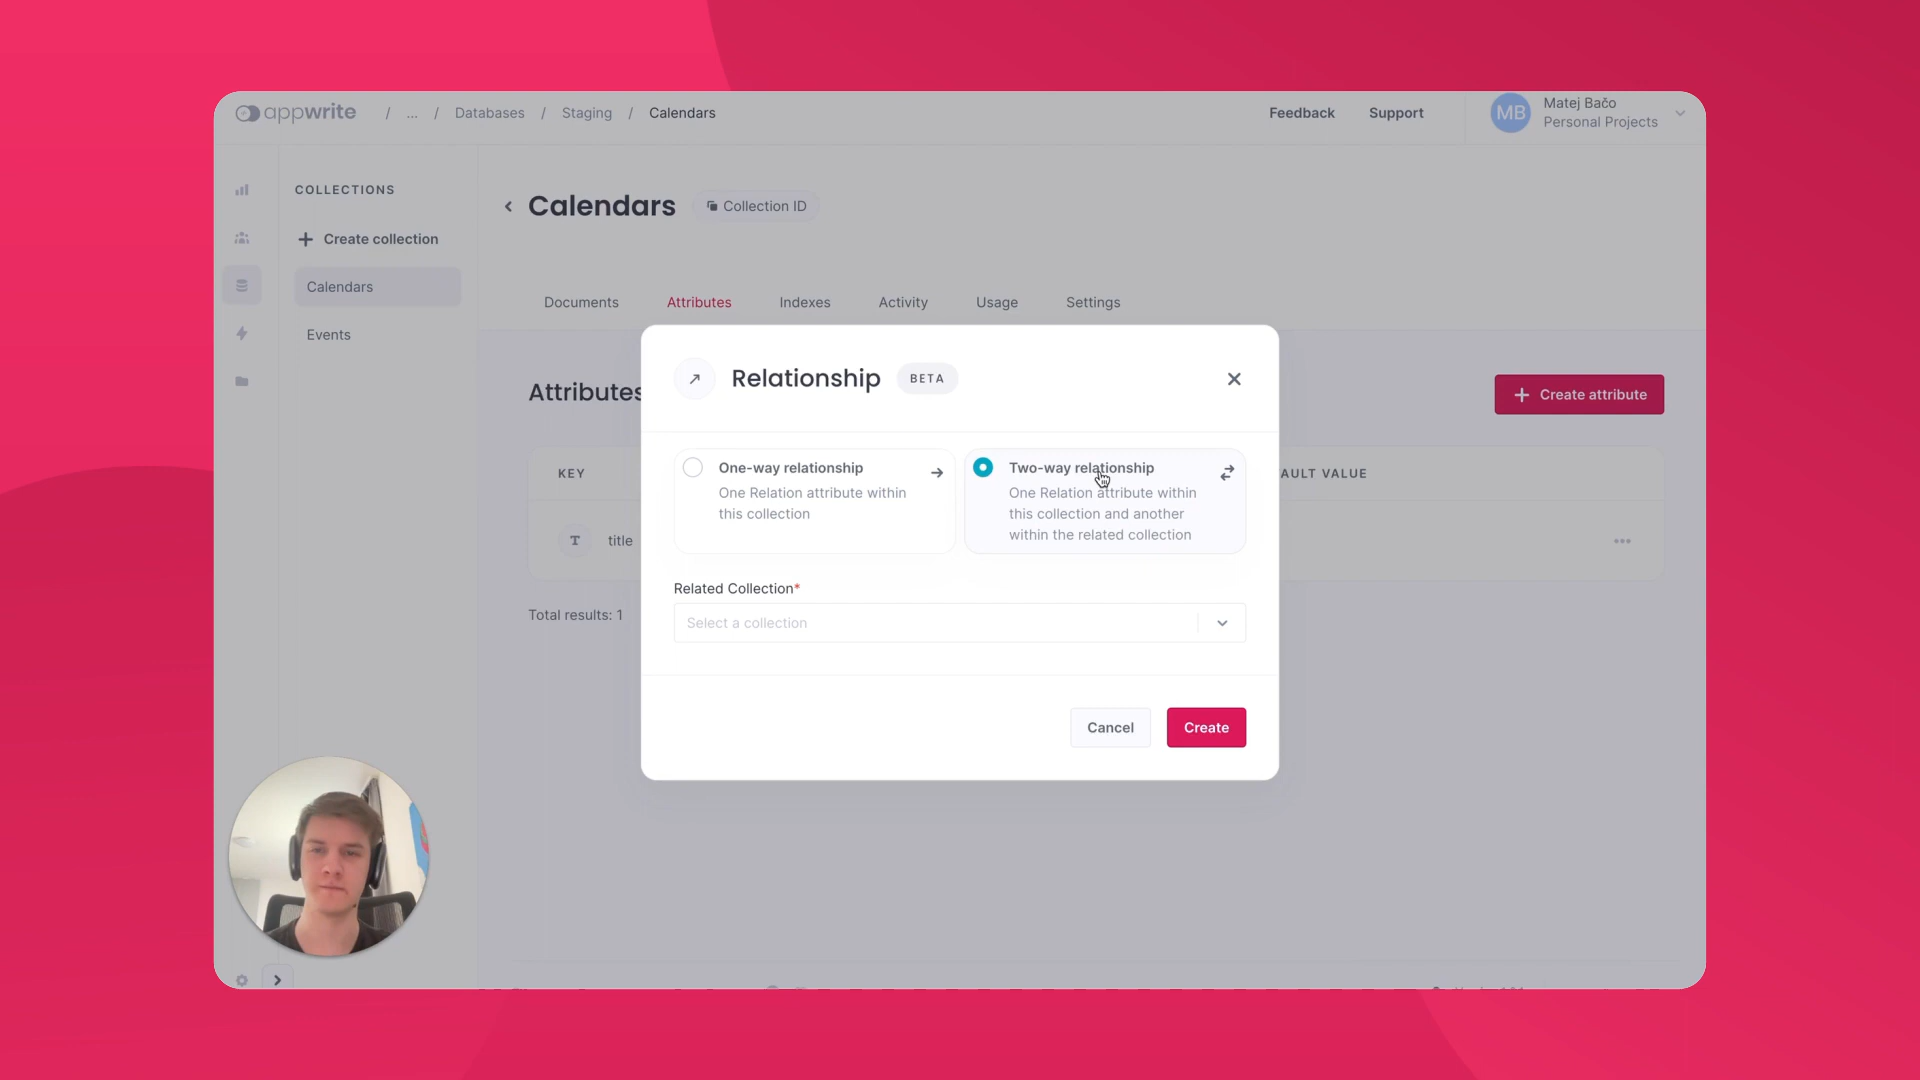 appwrite / ... / Databases / Staging / Calendars
Feedback Support
MB Matej Bačo
Personal Projects
COLLECTIONS
Create collection
Calendars
Events
Calendars Collection ID
Documents Attributes Indexes Activity Usage Settings
Attributes
Create attribute
KEY
AULT VALUE
T title
Total results: 1
Relationship BETA
One-way relationship
One Relation attribute within
this collection
Two-way relationship
One Relation attribute within
this collection and another
within the related collection
Related Collection*
Select a collection
Cancel Create